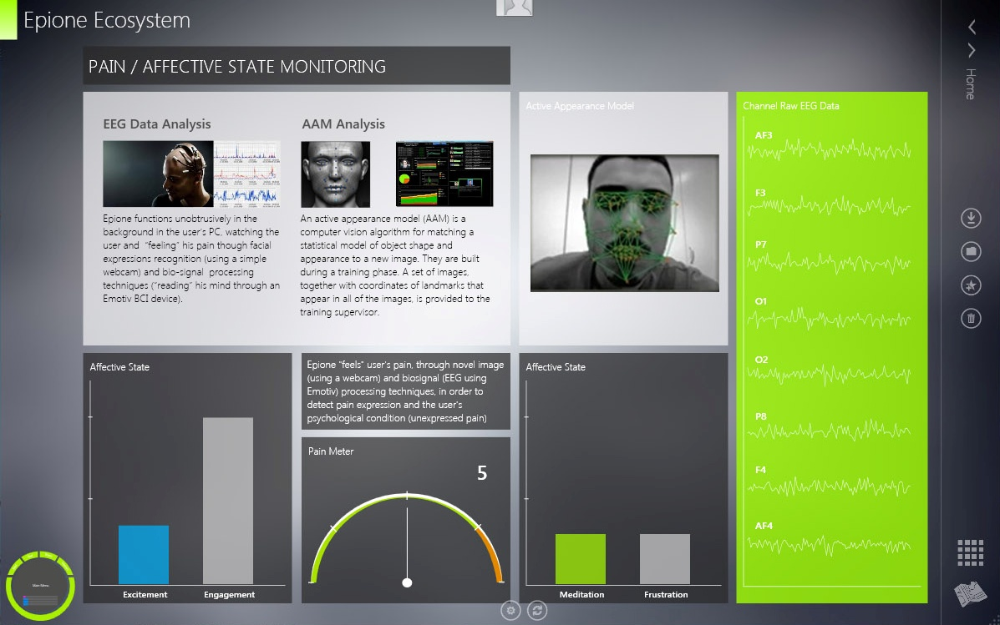 Epione Ecosystem
PAIN / AFFECTIVE STATE MONITORING
Home
EEG Data Analysis
Epione functions unobtrusively in the
background in the user's PC, watching the
user and "feeling" his pain though facial
expressions recognition (using a simple
webcam) and bio-signal processing
techniques ("reading" his mind through an
Emotiv BCI device).
AAM Analysis
An active appearance model (AAM) is a
computer vision algorithm for matching a
statistical model of object shape and
appearance to a new image. They are built
during a training phase. A set of images,
together with coordinates of landmarks that
appear in all of the images, is provided to the
training supervisor.
Active Appearance Model
Channel Raw EEG Data
AF3
F3
P7
O1
O2
P8
F4
AF4
Affective State
Excitement
Engagement
Epione "feels" user's pain, through novel image
(using a webcam) and biosignal (EEG using
Emotiv) processing techniques, in order to
detect pain expression and the user's
psychological condition (unexpressed pain)
Pain Meter
5
Affective State
Meditation
Frustration
Main Menu